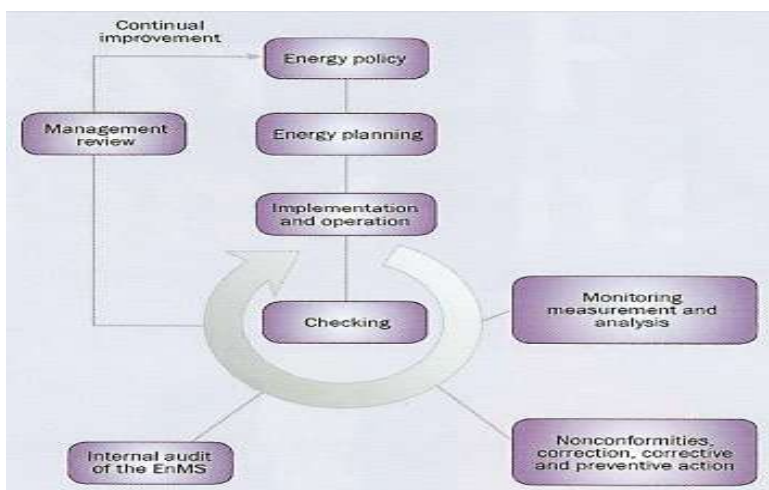 Continual
improvement
Energy policy
Management
review
Energy planning
Implementation
and operation
Checking
Monitoring
measurement and
analysis
Internal audit
of the EnMS
Nonconformities,
correction, corrective
and preventive action